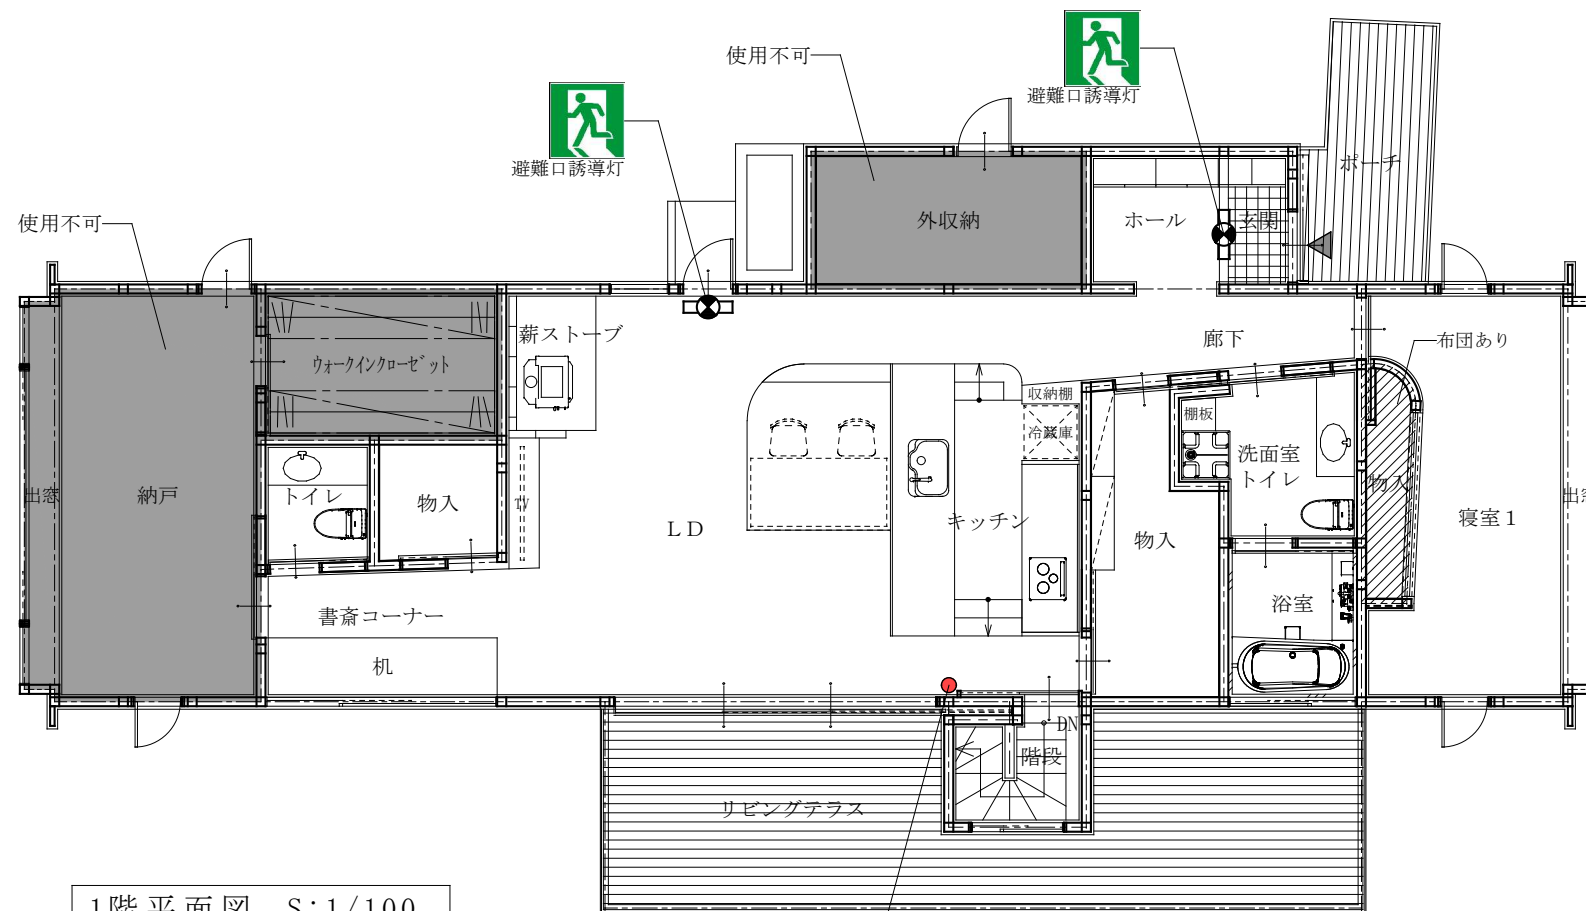 使用不可
避難口誘導灯
避難口誘導灯
使用不可
ポーチ
外収納
ホール
玄関
薪ストーブ
廊下
布団あり
ウォークインクローゼット
収納棚
冷蔵庫
棚板
洗面室
トイレ
出窓
納戸
トイレ
物入
TV
LD
キッチン
物入
物入
寝室1
書斎コーナー
浴室
机
DN
階段
リビングテラス
1階平面図 S:1/100